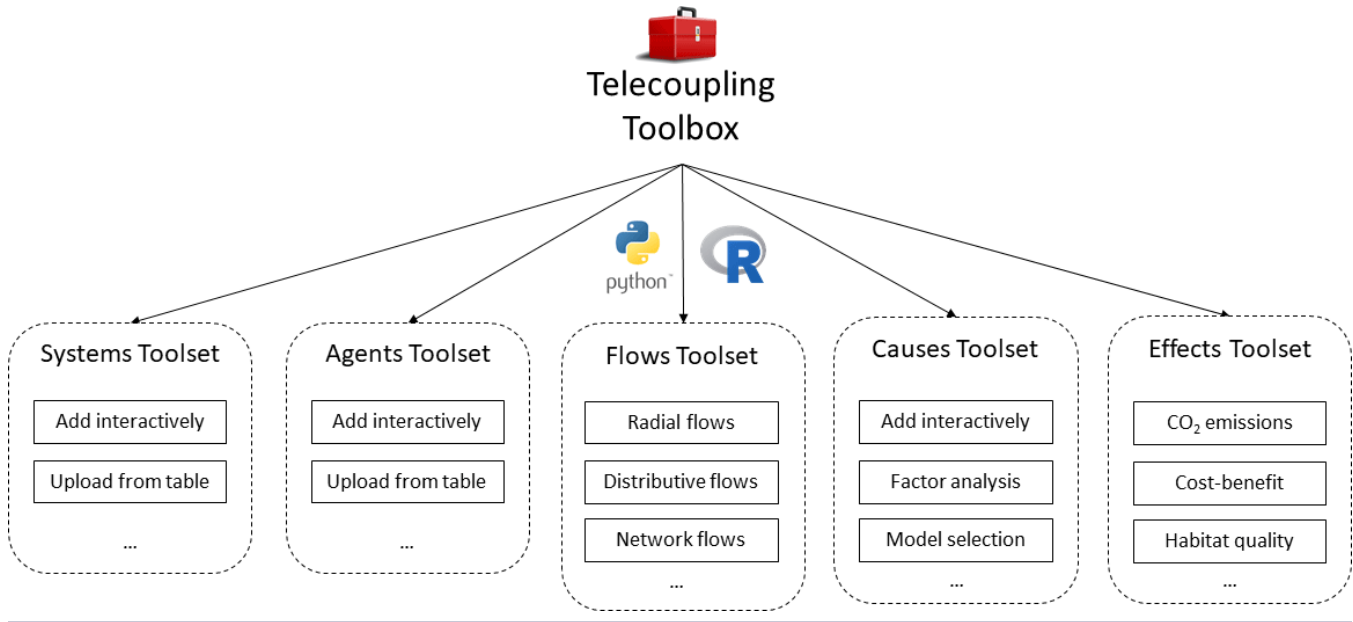 Telecoupling
Toolbox
python™
R
Systems Toolset
Add interactively
Upload from table
...
Agents Toolset
Add interactively
Upload from table
...
Flows Toolset
Radial flows
Distributive flows
Network flows
...
Causes Toolset
Add interactively
Factor analysis
Model selection
...
Effects Toolset
CO₂ emissions
Cost-benefit
Habitat quality
...